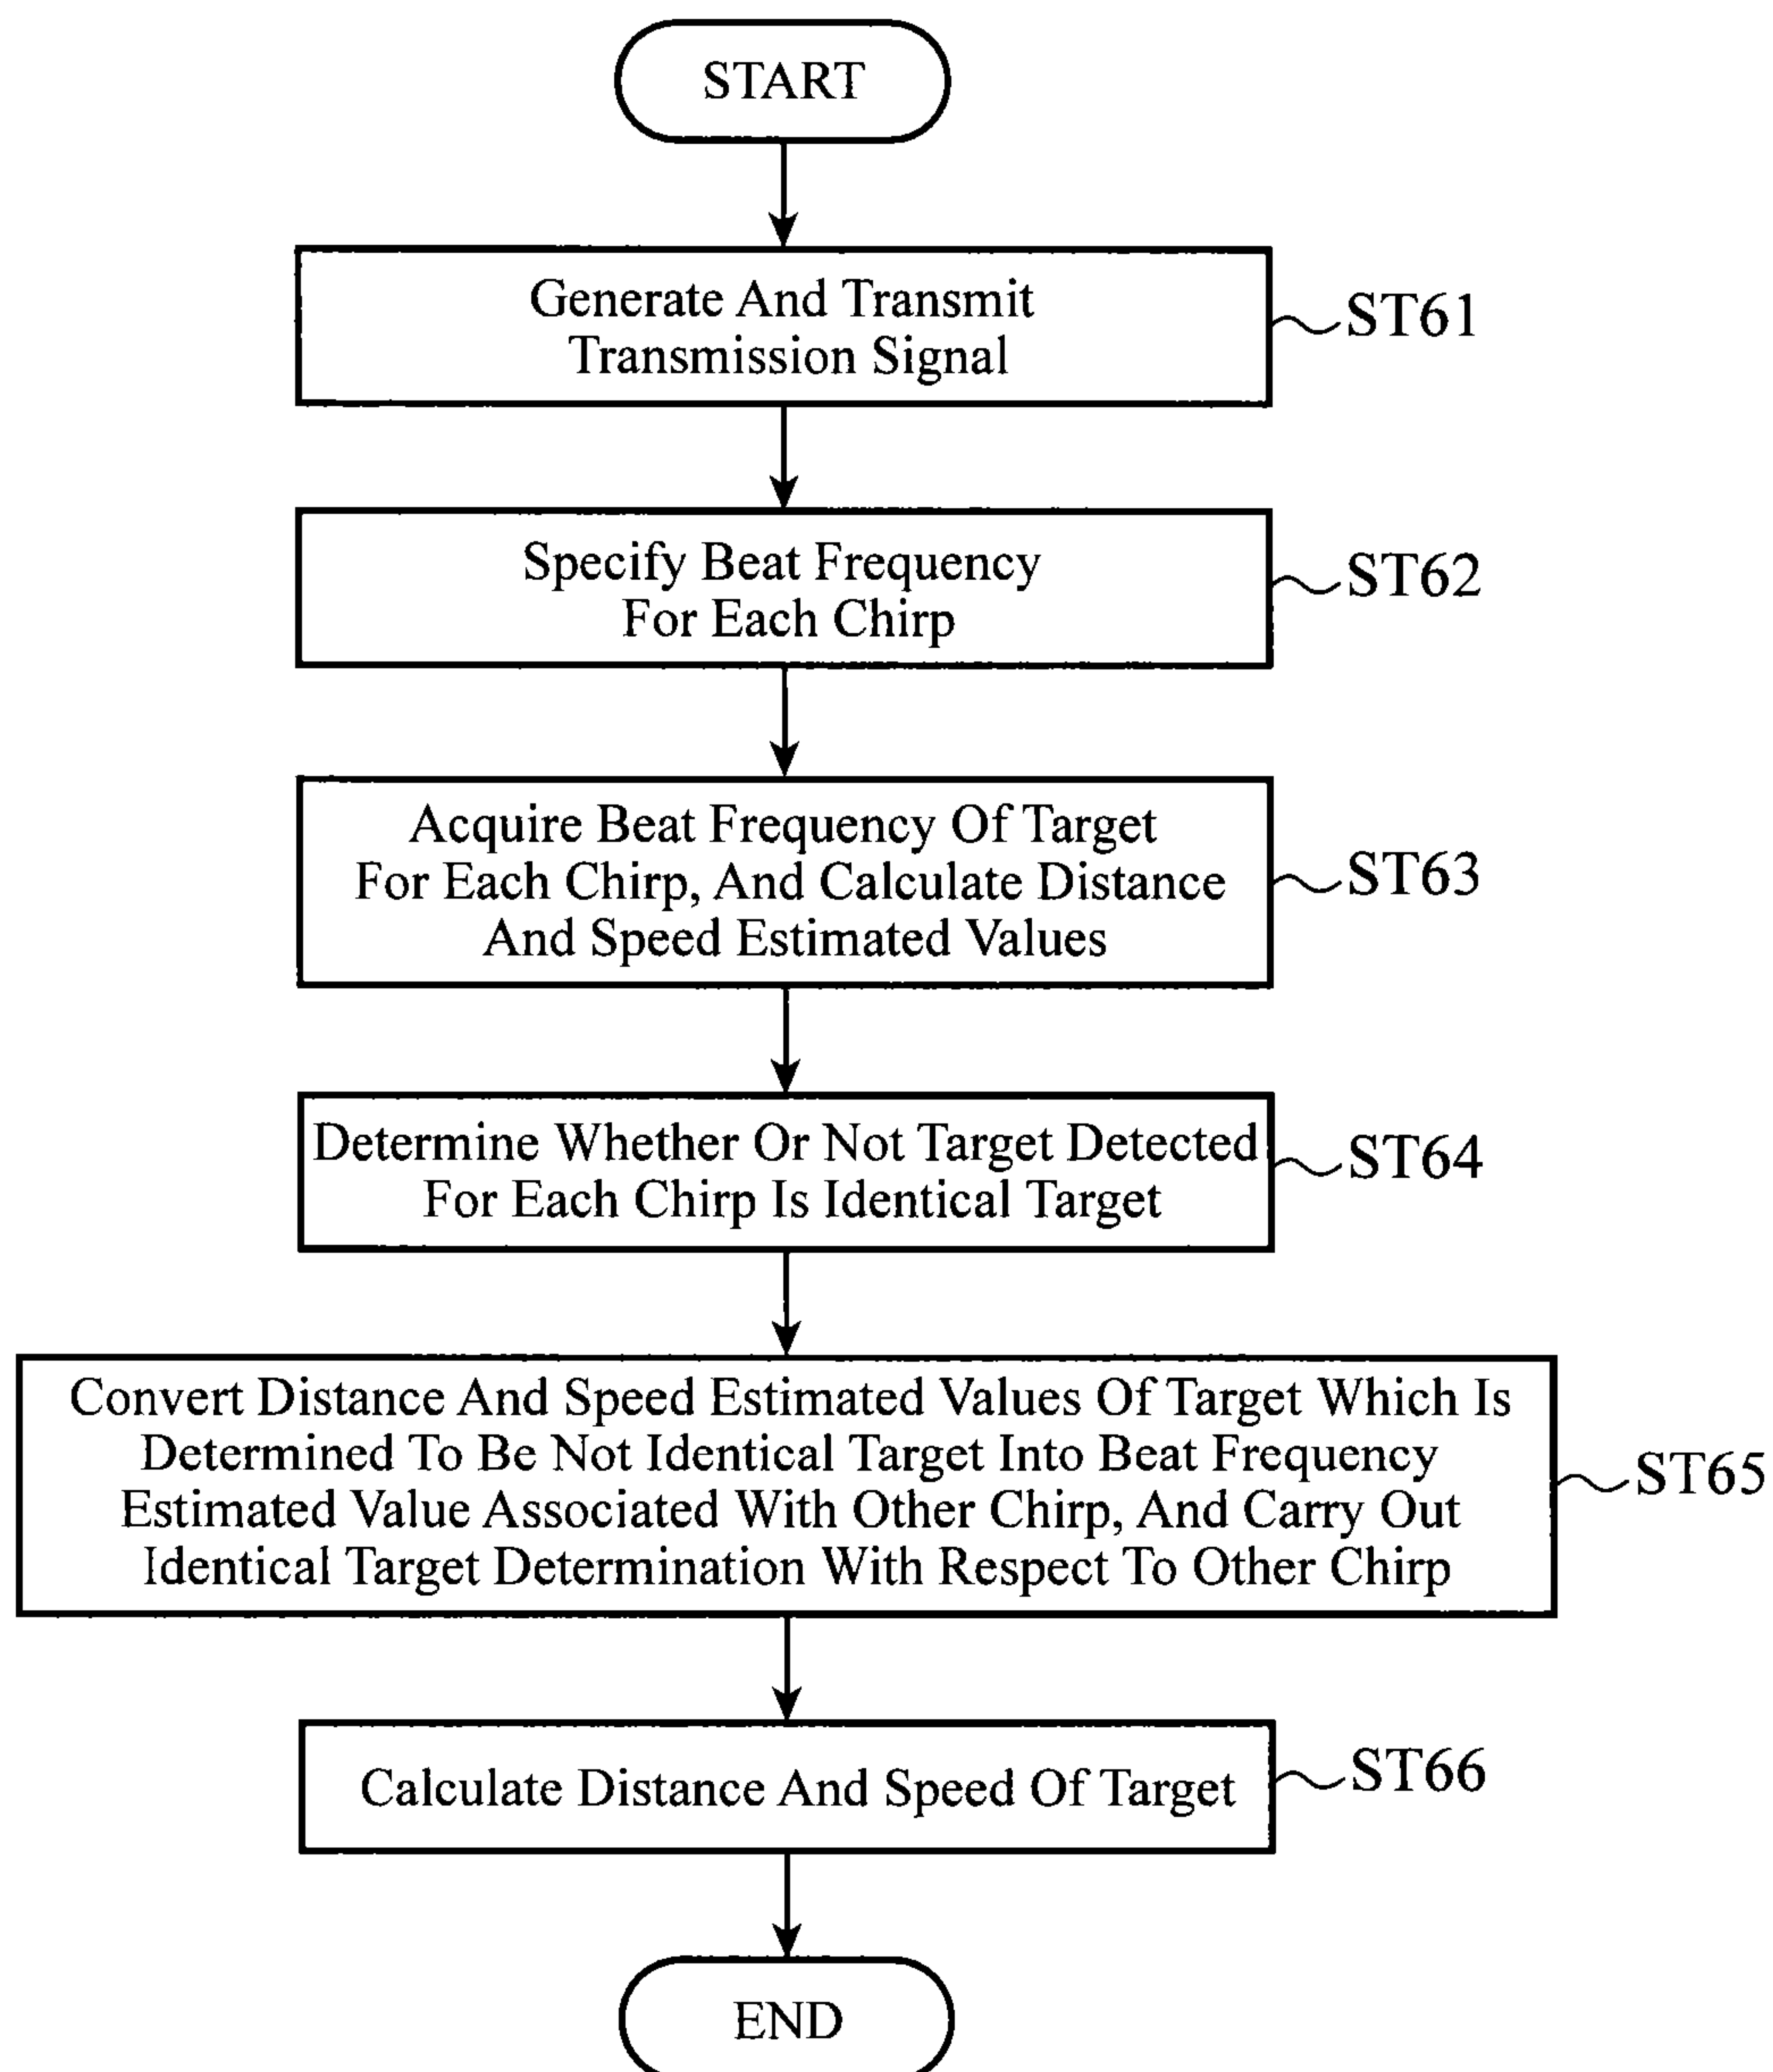 START
Generate And Transmit
Transmission Signal
ST61
Specify Beat Frequency
For Each Chirp
ST62
Acquire Beat Frequency Of Target
For Each Chirp, And Calculate Distance
And Speed Estimated Values
ST63
Determine Whether Or Not Target Detected
For Each Chirp Is Identical Target
ST64
Convert Distance And Speed Estimated Values Of Target Which Is
Determined To Be Not Identical Target Into Beat Frequency
Estimated Value Associated With Other Chirp, And Carry Out
Identical Target Determination With Respect To Other Chirp
ST65
Calculate Distance And Speed Of Target
ST66
END